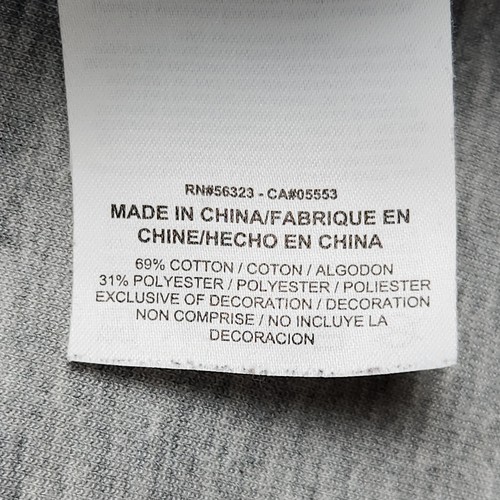 RN#56323 - CA#05553
MADE IN CHINA/FABRIQUE EN
CHINE/HECHO EN CHINA
69% COTTON / COTON / ALGODON
31% POLYESTER / POLYESTER / POLIESTER
EXCLUSIVE OF DECORATION / DECORATION
NON COMPRISE / NO INCLUYE LA
DECORACION